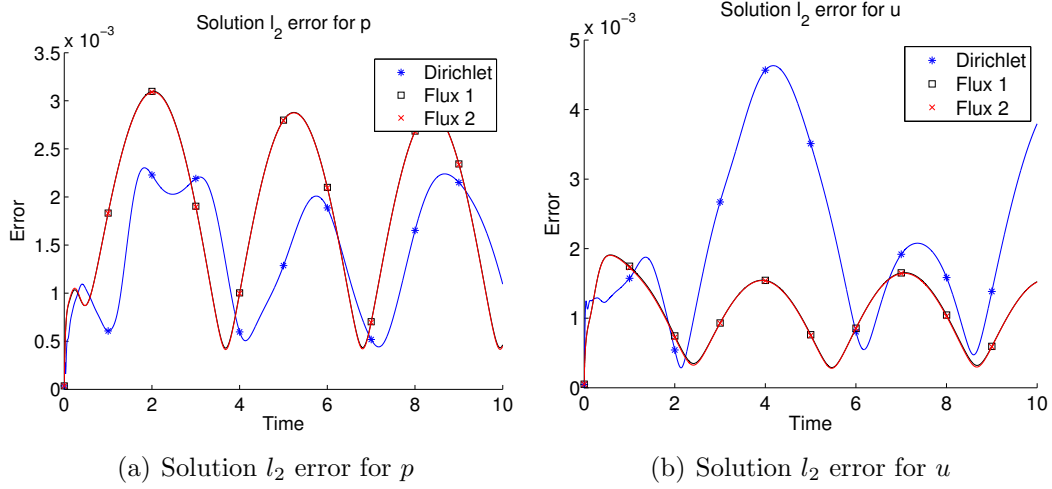 Solution l₂ error for p
x 10⁻³
3.5
3
2.5
2
1.5
1
0.5
0
0 2 4 6 8 10
Error
Time
Dirichlet
Flux 1
Flux 2
(a) Solution l₂ error for p
Solution l₂ error for u
x 10⁻³
5
4
3
2
1
0
0 2 4 6 8 10
Error
Time
Dirichlet
Flux 1
Flux 2
(b) Solution l₂ error for u